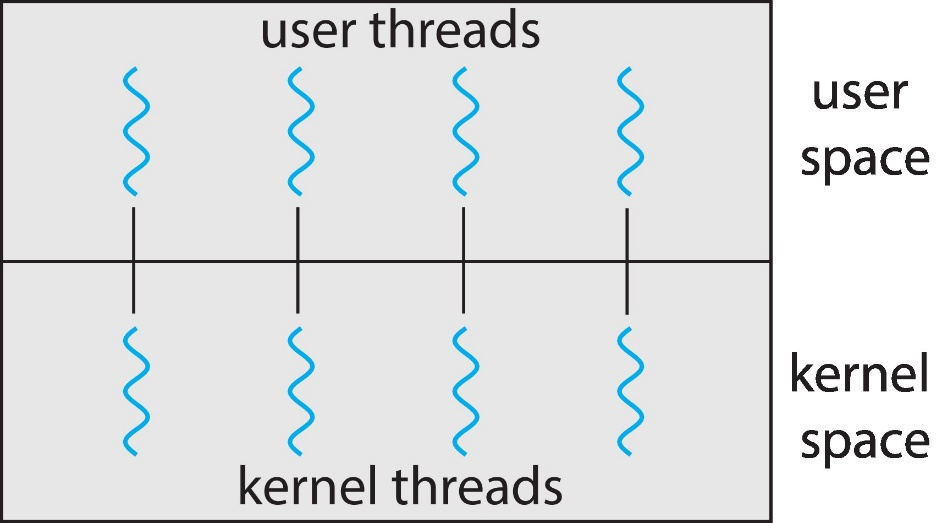 user threads
user
space
kernel
space
kernel threads